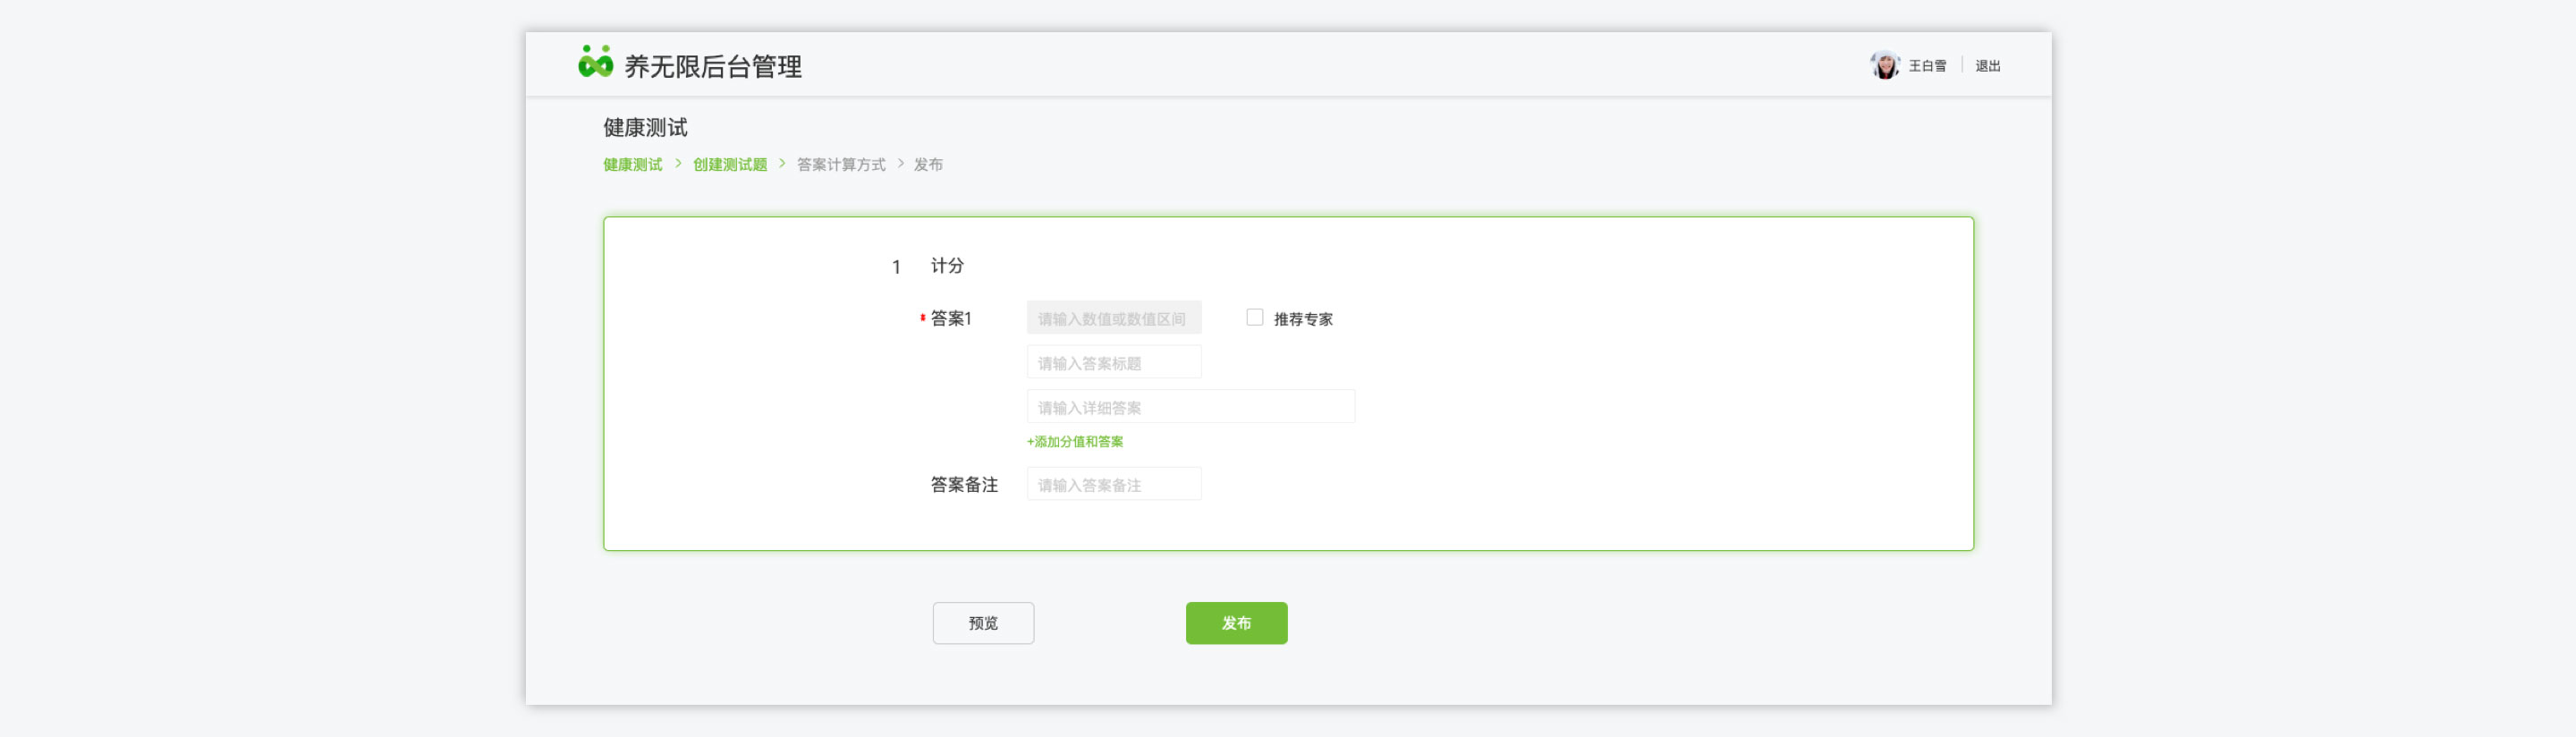 养无限后台管理
王白雪 退出
健康测试
健康测试 > 创建测试题 > 答案计算方式 > 发布
1 计分
* 答案1 请输入数值或数值区间 推荐专家
请输入答案标题
请输入详细答案
+添加分值和答案
答案备注 请输入答案备注
预览 发布